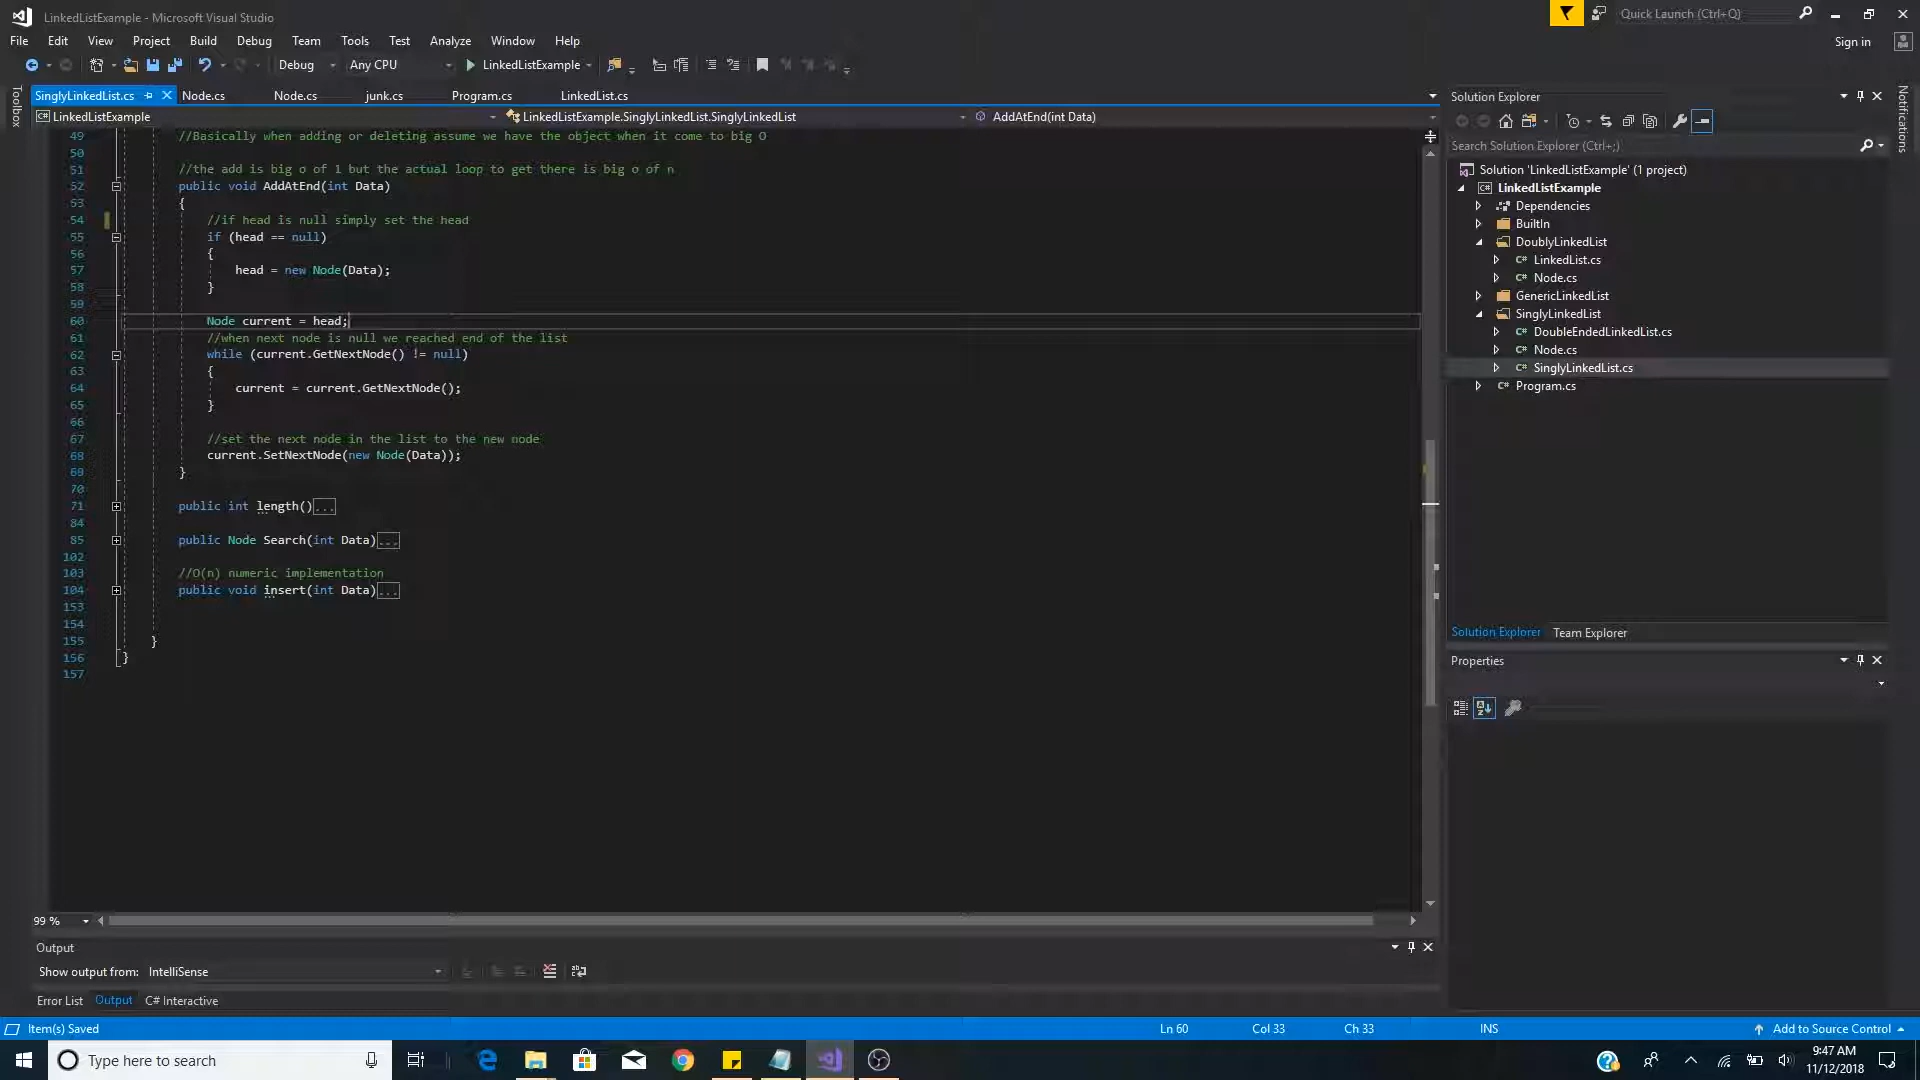 LinkedListExample - Microsoft Visual Studio
Quick Launch (Ctrl+Q)
File Edit View Project Build Debug Team Tools Test Analyze Window Help
Sign in
Debug Any CPU LinkedListExample
Toolbox
SinglyLinkedList.cs Node.cs Node.cs junk.cs Program.cs LinkedList.cs
LinkedListExample LinkedListExample.SinglyLinkedList.SinglyLinkedList AddAtEnd(int Data)
49 //Basically when adding or deleting assume we have the object when it come to big O
50
51 //the add is big o of 1 but the actual loop to get there is big o of n
52 public void AddAtEnd(int Data)
53 {
54 //if head is null simply set the head
55 if (head == null)
56 {
57 head = new Node(Data);
58 }
59
60 Node current = head;
61 //when next node is null we reached end of the list
62 while (current.GetNextNode() != null)
63 {
64 current = current.GetNextNode();
65 }
66
67 //set the next node in the list to the new node
68 current.SetNextNode(new Node(Data));
69 }
70
71 public int length()...
84
85 public Node Search(int Data)...
102
103 //O(n) numeric implementation
104 public void insert(int Data)...
153
154
155 }
156 }
157
99 %
Output
Show output from: IntelliSense
Error List Output C# Interactive
Solution Explorer
Search Solution Explorer (Ctrl+;)
Solution 'LinkedListExample' (1 project)
C# LinkedListExample
Dependencies
BuiltIn
DoublyLinkedList
C# LinkedList.cs
C# Node.cs
GenericLinkedList
SinglyLinkedList
C# DoubleEndedLinkedList.cs
C# Node.cs
C# SinglyLinkedList.cs
C# Program.cs
Solution Explorer Team Explorer
Properties
Notifications
Item(s) Saved Ln 60 Col 33 Ch 33 INS Add to Source Control
Type here to search
9:47 AM
11/12/2018